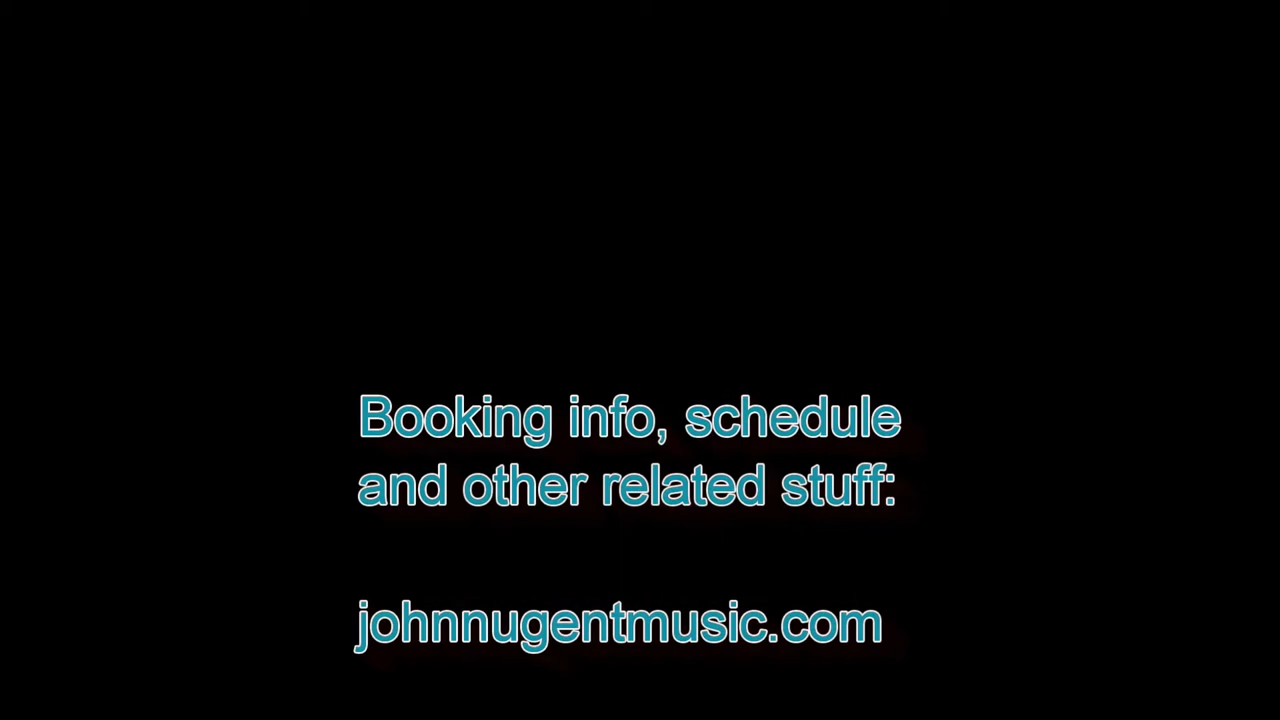 Booking info, schedule
and other related stuff:
johnnugentmusic.com